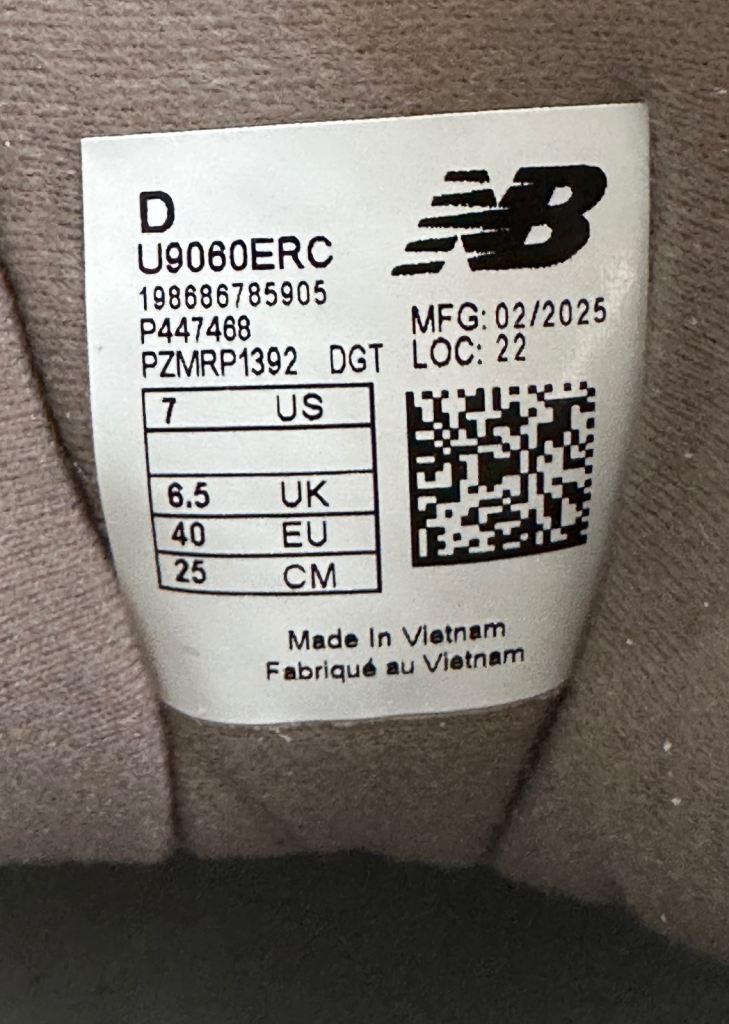 D
U9060ERC
198686785905
P447468
PZMRP1392 DGT
NB
MFG: 02/2025
LOC: 22
7 US
6.5 UK
40 EU
25 CM
Made In Vietnam
Fabriqué au Vietnam